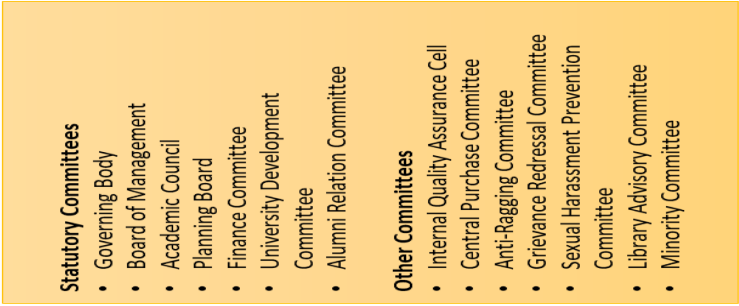 Statutory Committees
• Governing Body
• Board of Management
• Academic Council
• Planning Board
• Finance Committee
• University Development
Committee
• Alumni Relation Committee
Other Committees
• Internal Quality Assurance Cell
• Central Purchase Committee
• Anti-Ragging Committee
• Grievance Redressal Committee
• Sexual Harassment Prevention
Committee
• Library Advisory Committee
• Minority Committee